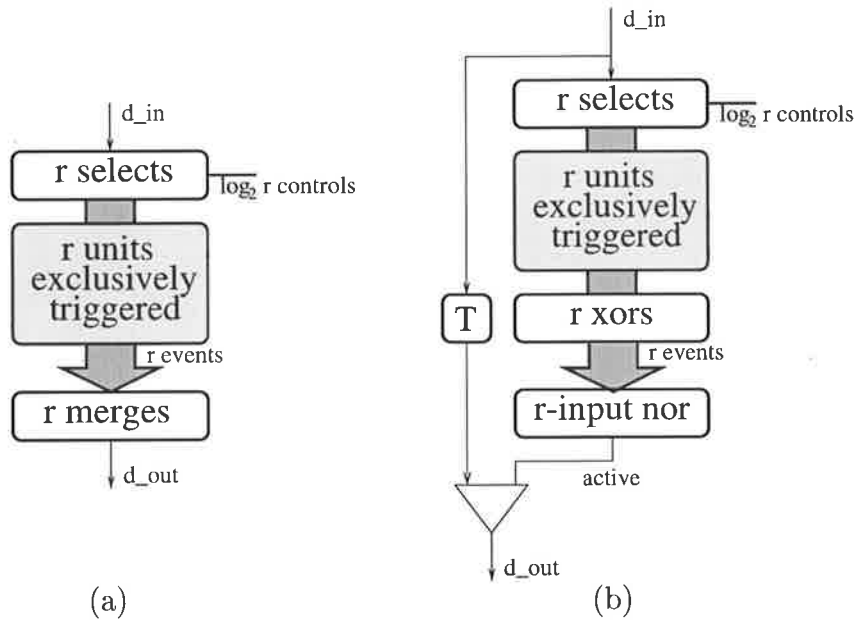 d_in
r selects
log₂ r controls
r units
exclusively
triggered
r events
r merges
d_out
(a)
d_in
r selects
log₂ r controls
r units
exclusively
triggered
T
r xors
r events
r-input nor
active
d_out
(b)